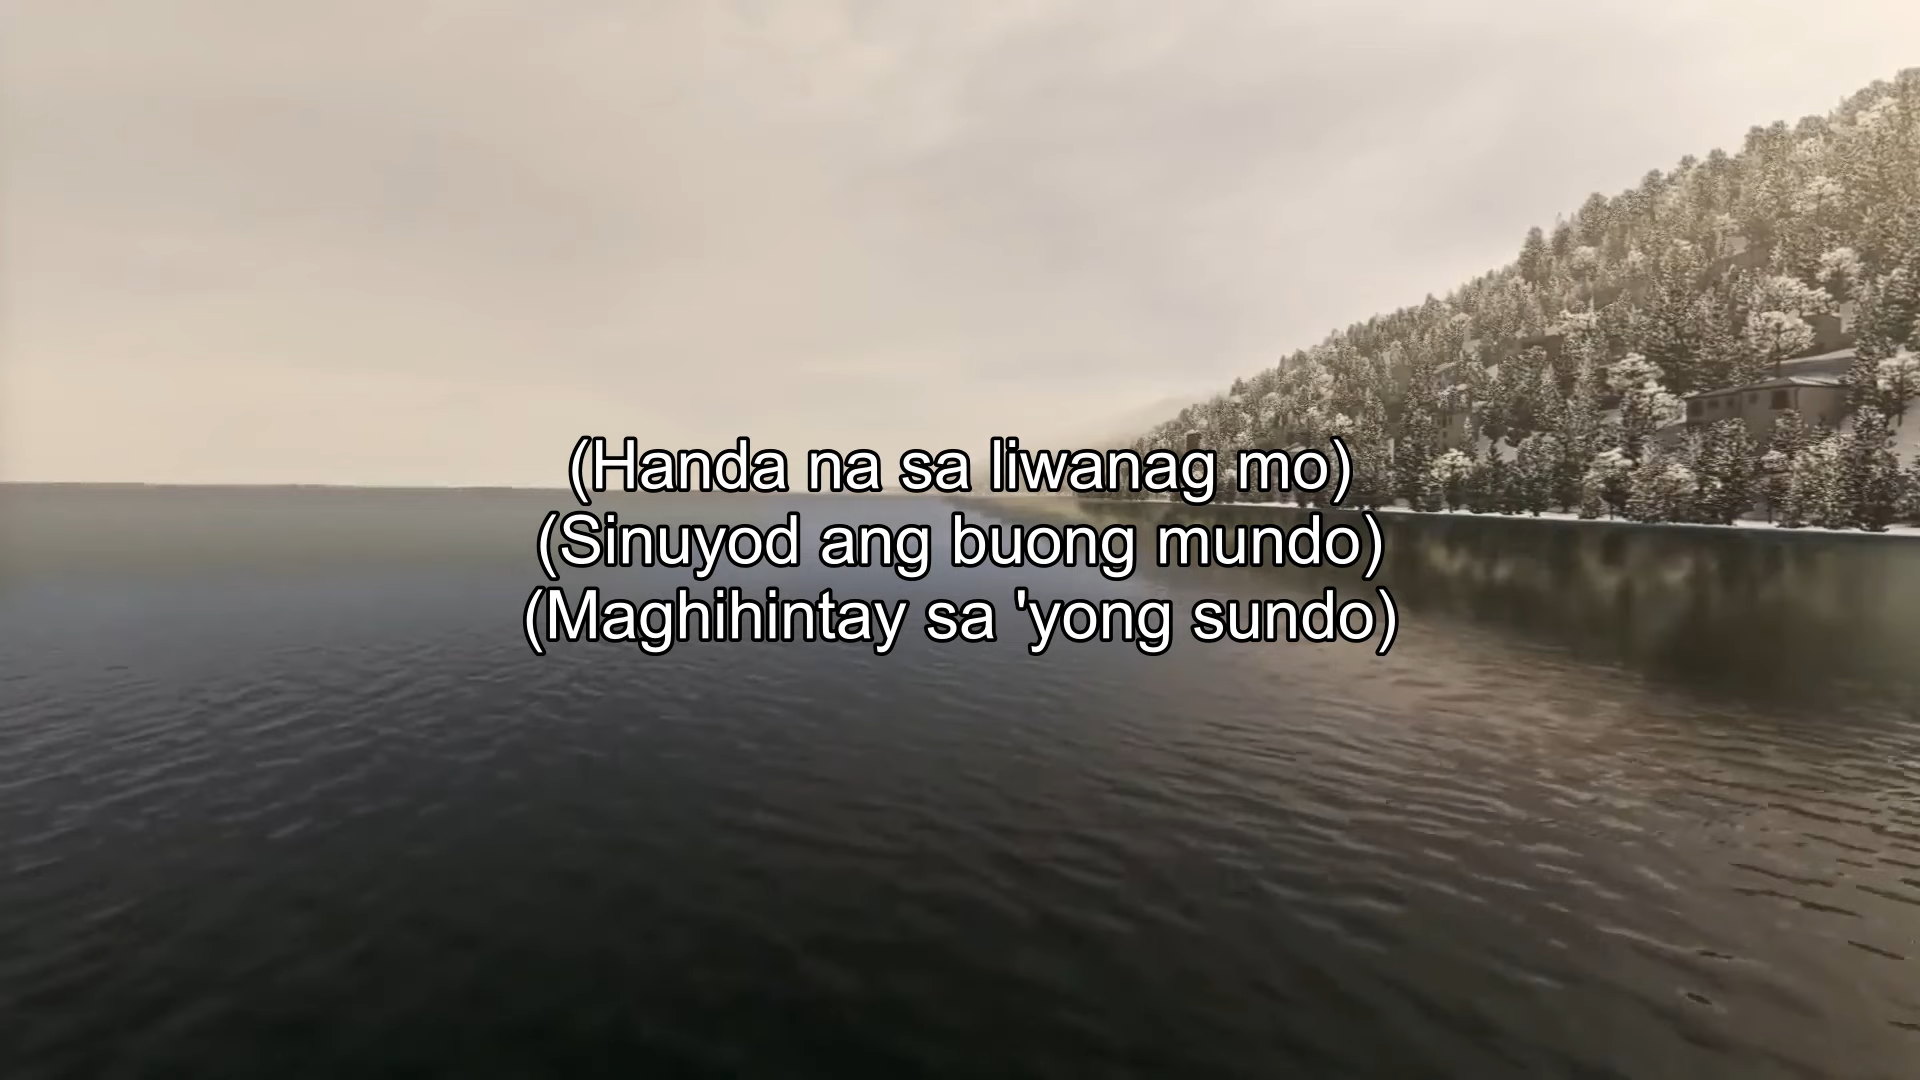 (Handa na sa liwanag mo)
(Sinuyod ang buong mundo)
(Maghihintay sa 'yong sundo)